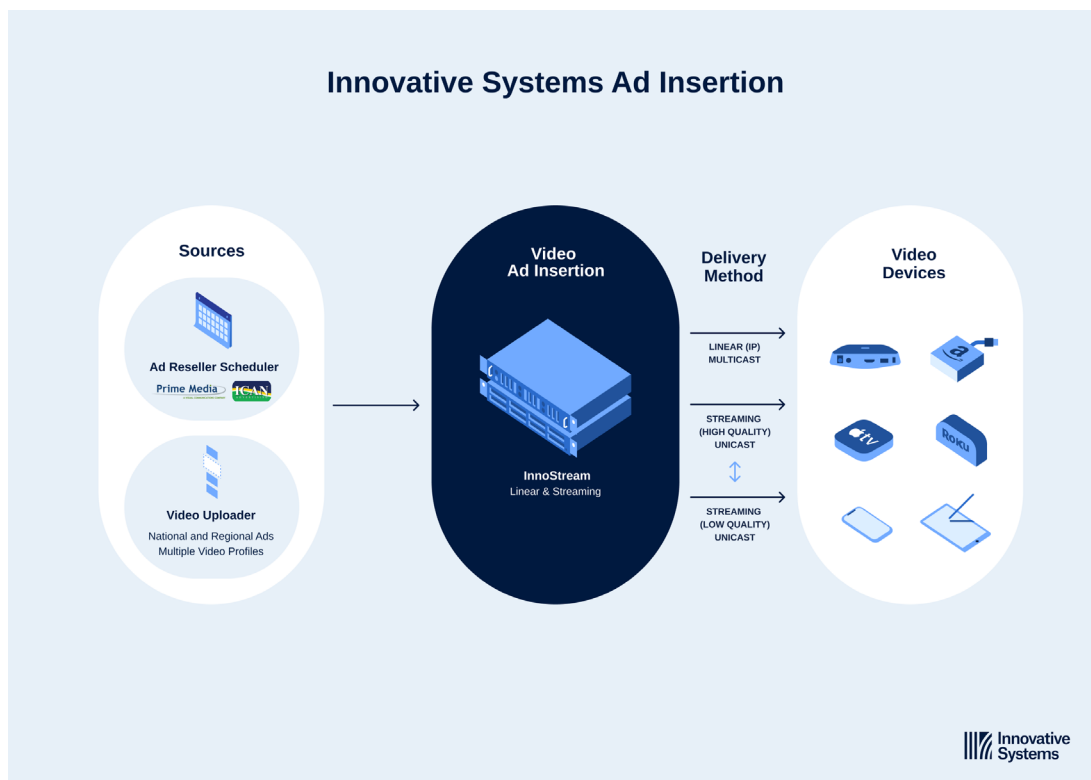 Innovative Systems Ad Insertion
Sources
Ad Reseller Scheduler
Prime Media
ICAN
Video Uploader
National and Regional Ads
Multiple Video Profiles
Video
Ad Insertion
InnoStream
Linear & Streaming
Delivery
Method
LINEAR (IP)
MULTICAST
STREAMING
(HIGH QUALITY)
UNICAST
STREAMING
(LOW QUALITY)
UNICAST
Video
Devices
a
tv
Roku
Innovative
Systems